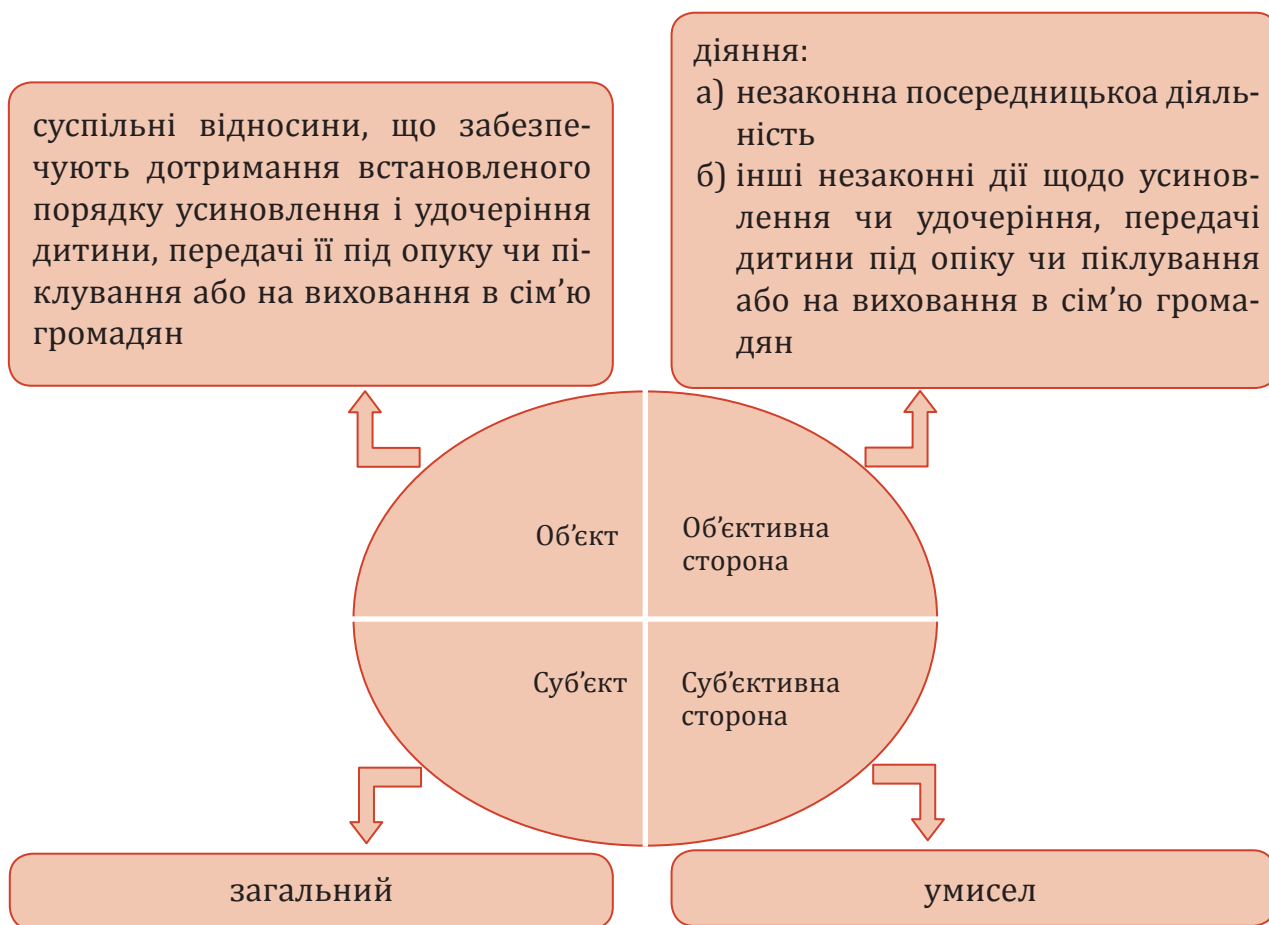 суспільні відносини, що забезпе-
чують дотримання встановленого
порядку усиновлення і удочеріння
дитини, передачі її під опуку чи пі-
клування або на виховання в сім’ю
громадян
діяння:
а) незаконна посередницькоа діяль-
ність
б) інші незаконні дії щодо усинов-
лення чи удочеріння, передачі
дитини під опіку чи піклування
або на виховання в сім’ю грома-
дян
Об’єкт
Об’єктивна
сторона
Суб’єкт
Суб’єктивна
сторона
загальний
умисел